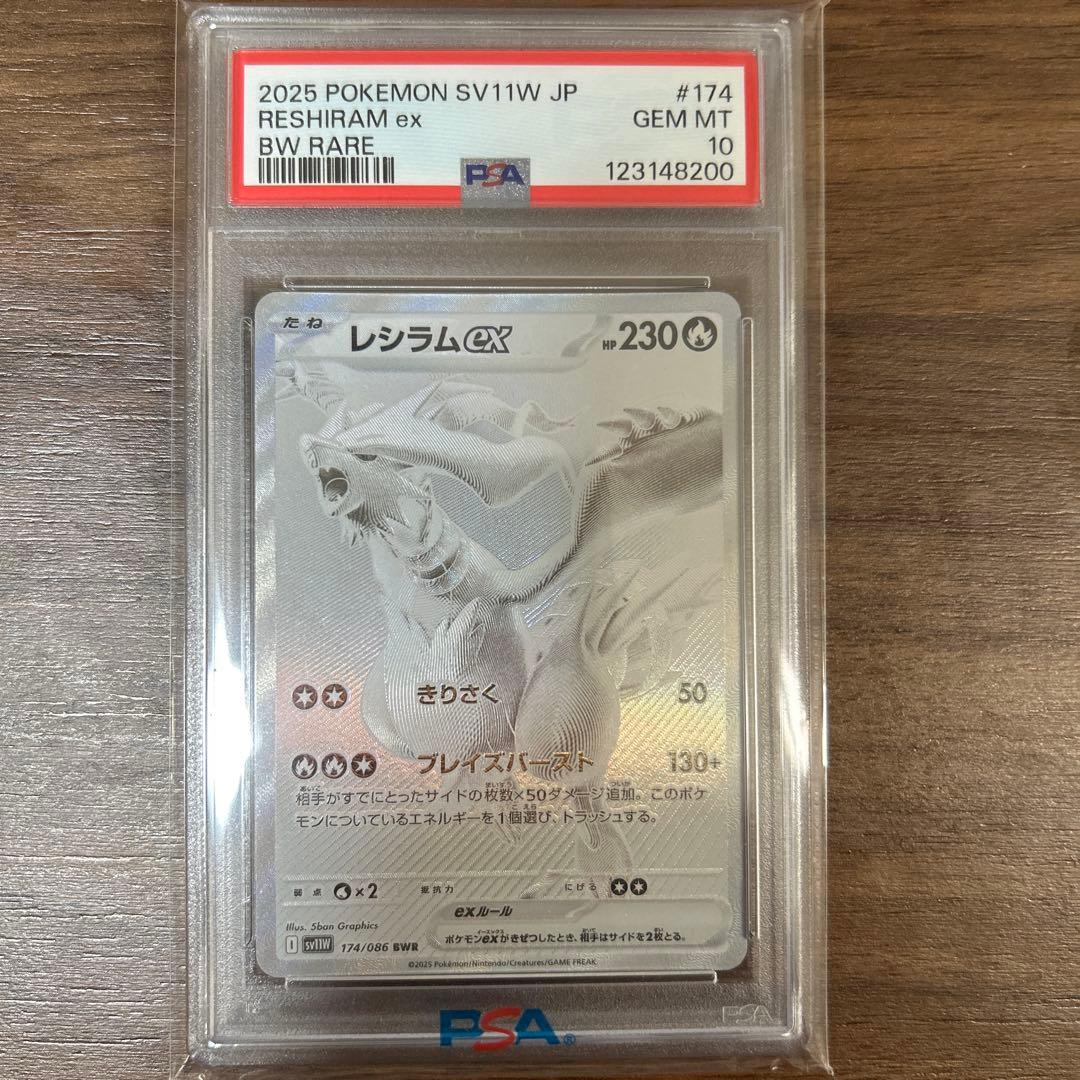 2025 POKEMON SV11W JP #174
RESHIRAM ex GEM MT
BW RARE 10
PSA 123148200
たね レシラムex HP 230
きりさく 50
ブレイズバースト 130+
相手がすでにとったサイドの枚数×50ダメージ追加。このポケ
モンについているエネルギーを1個選び、トラッシュする。
弱点 ×2 抵抗力 にげる
exルール
Illus. 5ban Graphics
ポケモンexがきぜつしたとき、相手はサイドを2枚とる。
I sv11W 174/086 BWR
©2025 Pokémon/Nintendo/Creatures/GAME FREAK
PSA
PSA®